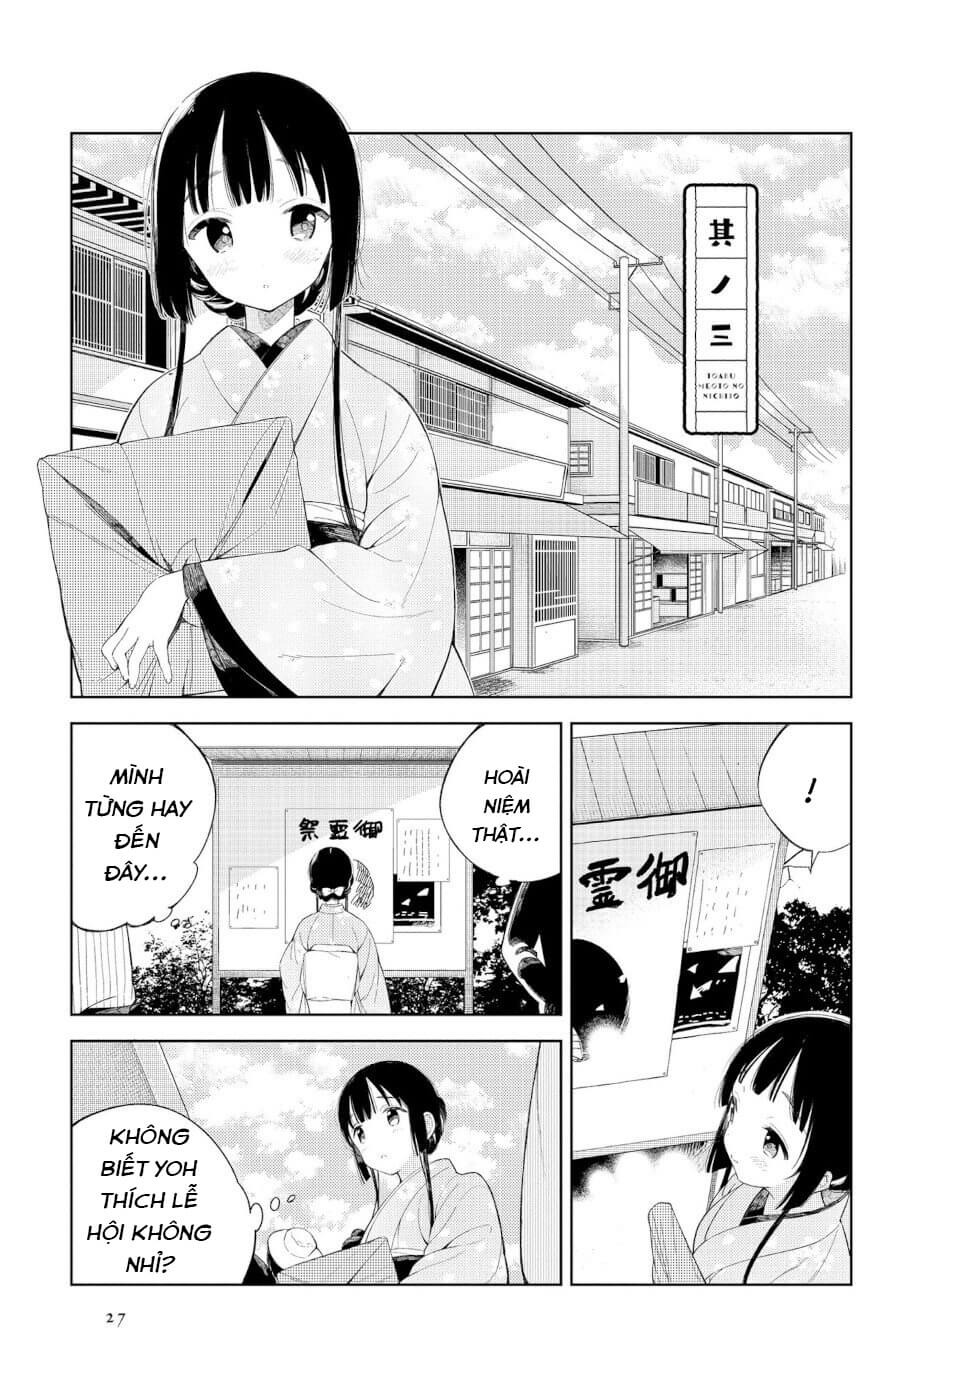 其ノ三
TOARU
MEOTO NO
NICHIJO
!
御霊
HOÀI
NIỆM
THẬT...
御霊祭
MÌNH
TỪNG HAY
ĐẾN
ĐÂY...
KHÔNG
BIẾT YOH
THÍCH LỄ
HỘI KHÔNG
NHỈ?
27